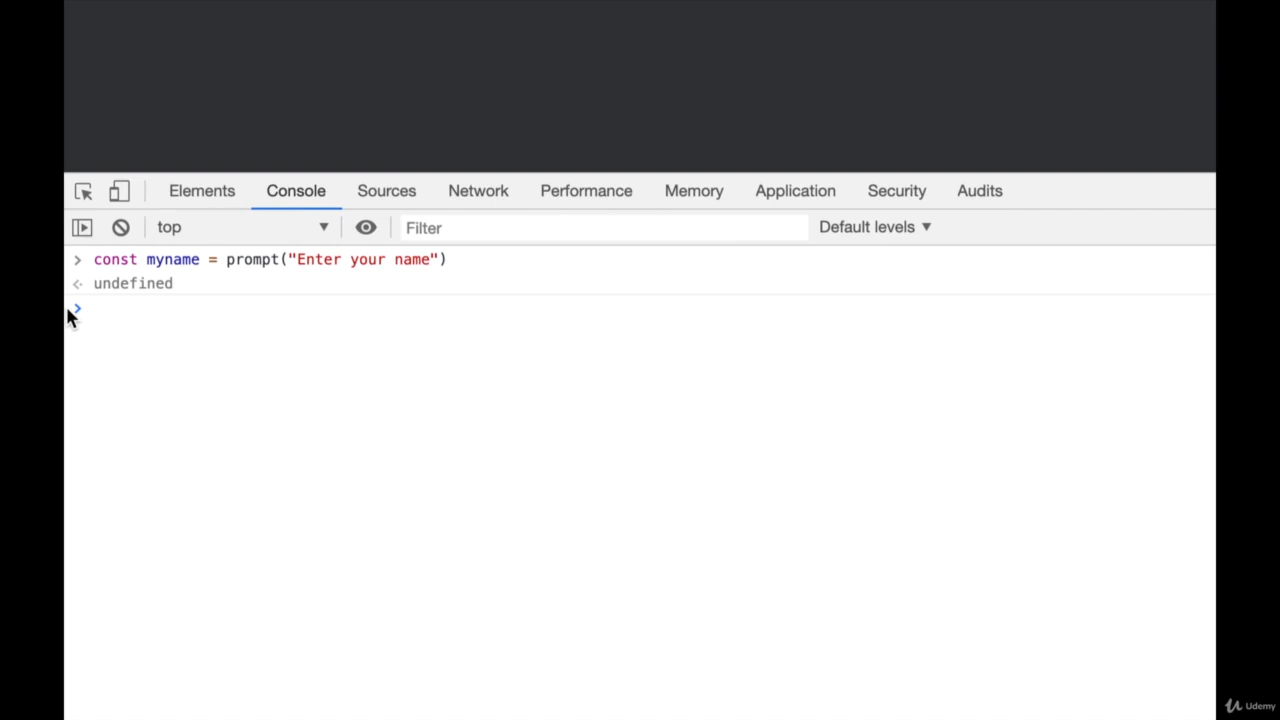 Elements Console Sources Network Performance Memory Application Security Audits
top ▼ Filter Default levels ▼
> const myname = prompt("Enter your name")
<· undefined
>
Udemy